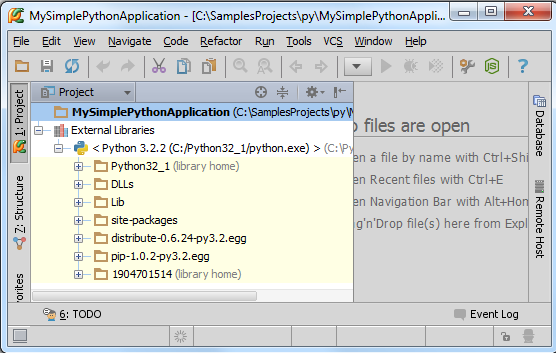 MySimplePythonApplication - [C:\SamplesProjects\py\MySimplePythonAppli...
File Edit View Navigate Code Refactor Run Tools VCS Window Help
Project
1: Project
7: Structure
MySimplePythonApplication (C:\SamplesProjects\py\
External Libraries
< Python 3.2.2 (C:/Python32_1/python.exe) > (C:\Py
Python32_1 (library home)
DLLs
Lib
site-packages
distribute-0.6.24-py3.2.egg
pip-1.0.2-py3.2.egg
1904701514 (library home)
files are open
a file by name with Ctrl+Shi
Recent files with Ctrl+E
Navigation Bar with Alt+Hom
Drop file(s) here from Expl
Database
Remote Host
6: TODO
Event Log